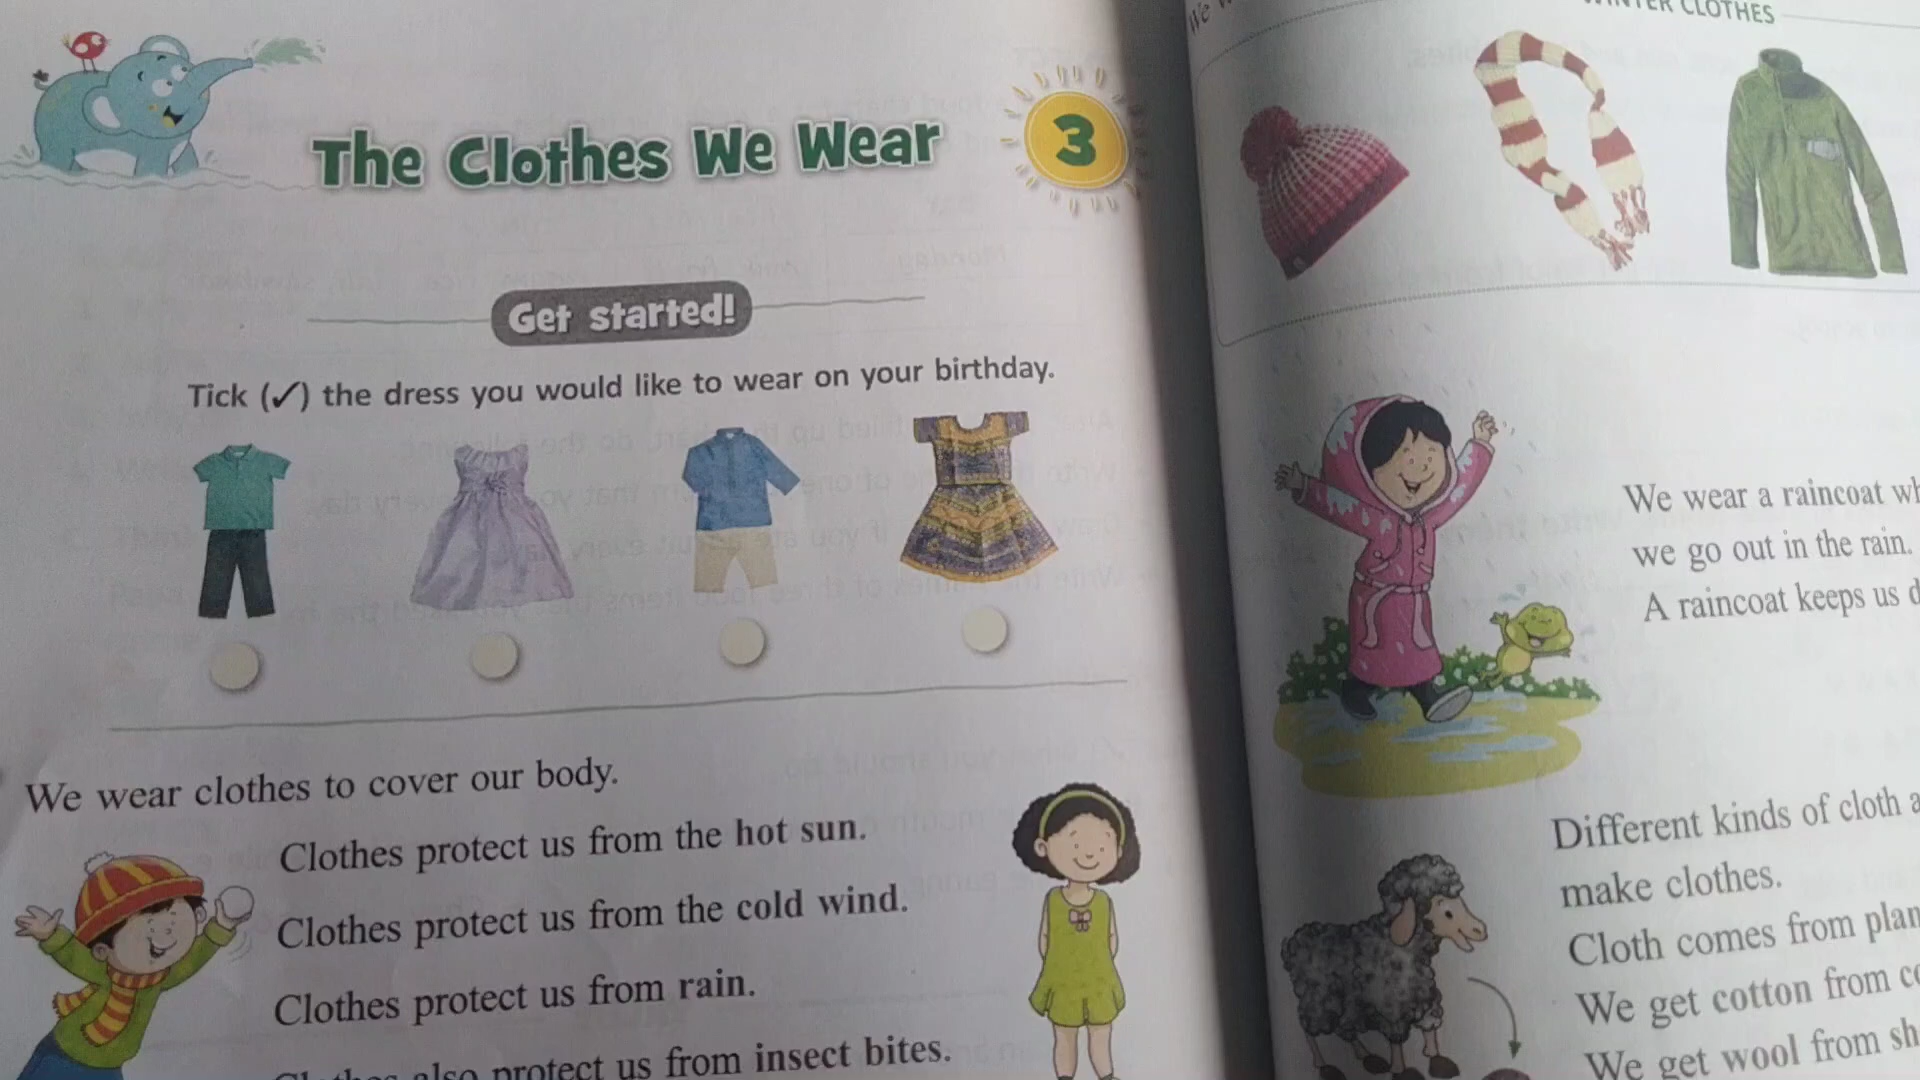 The Clothes We Wear
3
Get started!
Tick (✓) the dress you would like to wear on your birthday.
We wear clothes to cover our body.
Clothes protect us from the hot sun.
Clothes protect us from the cold wind.
Clothes protect us from rain.
Clothes also protect us from insect bites.
We
CLOTHES
We wear a raincoat
we go out in the rain.
A raincoat keeps us
Different kinds of cloth
make clothes.
Cloth comes from
We get cotton from
We get wool from